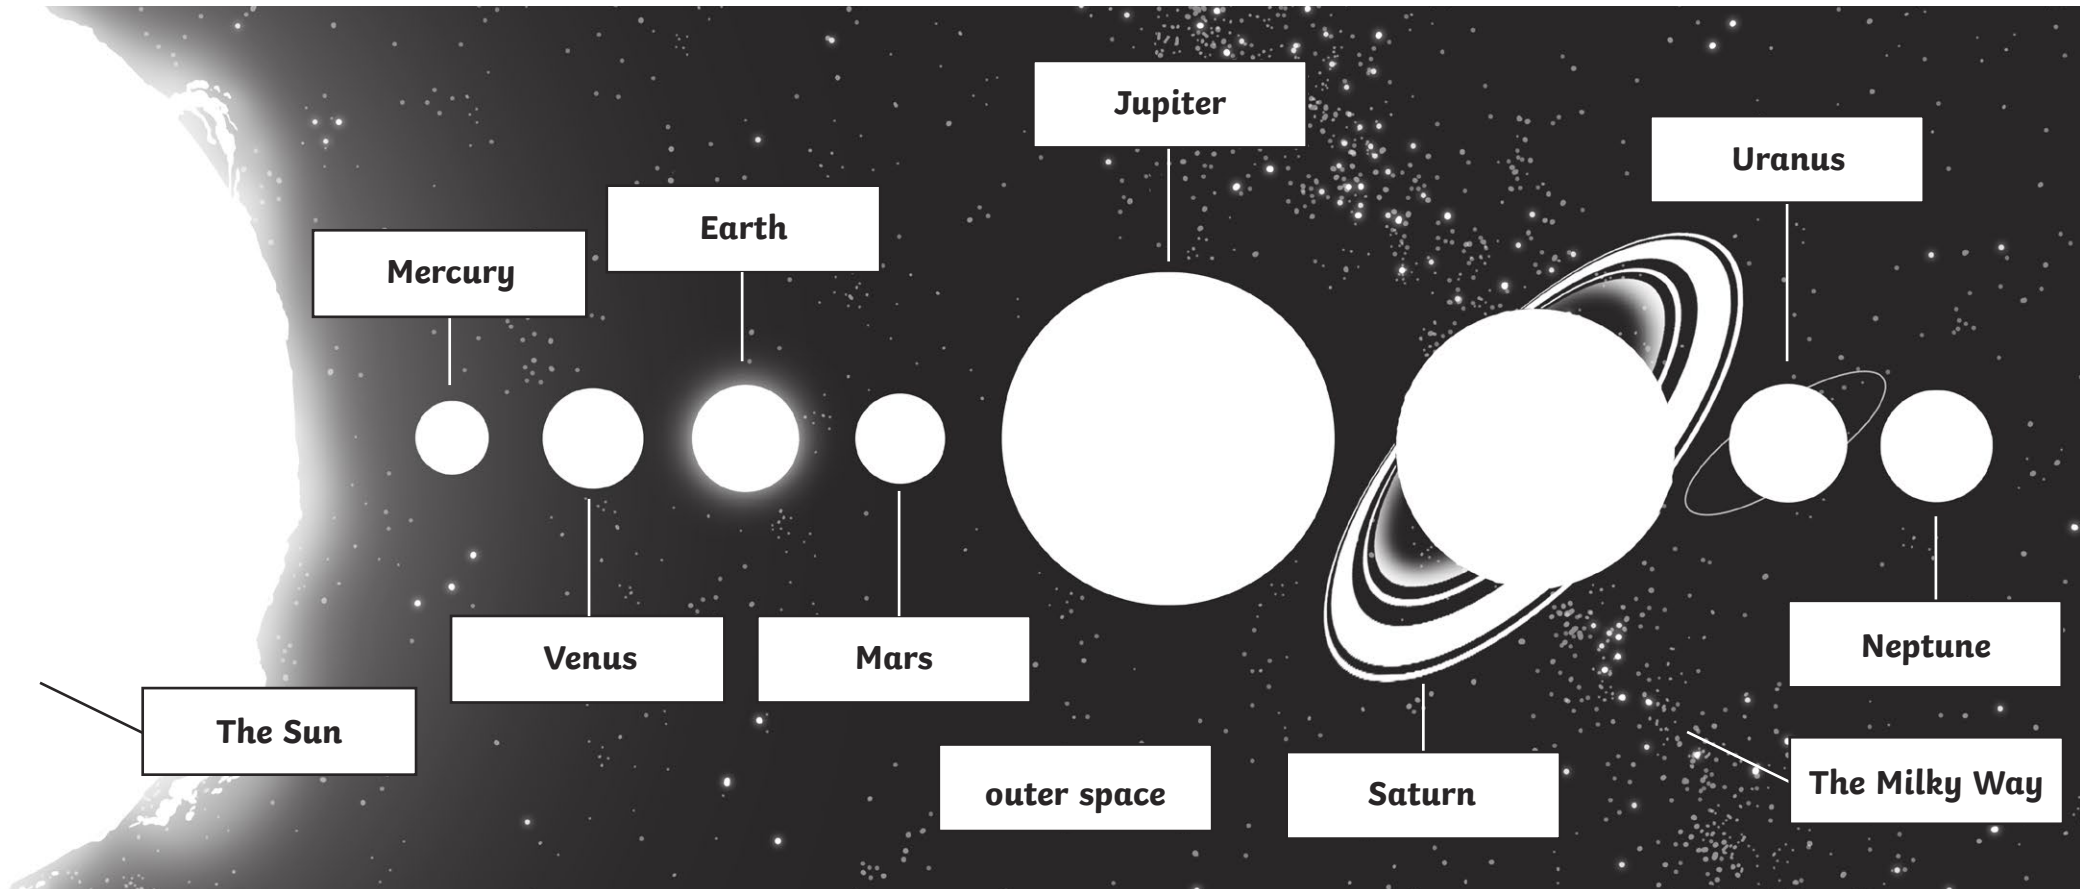 Jupiter
Uranus
Earth
Mercury
Neptune
Venus
Mars
The Sun
outer space
Saturn
The Milky Way